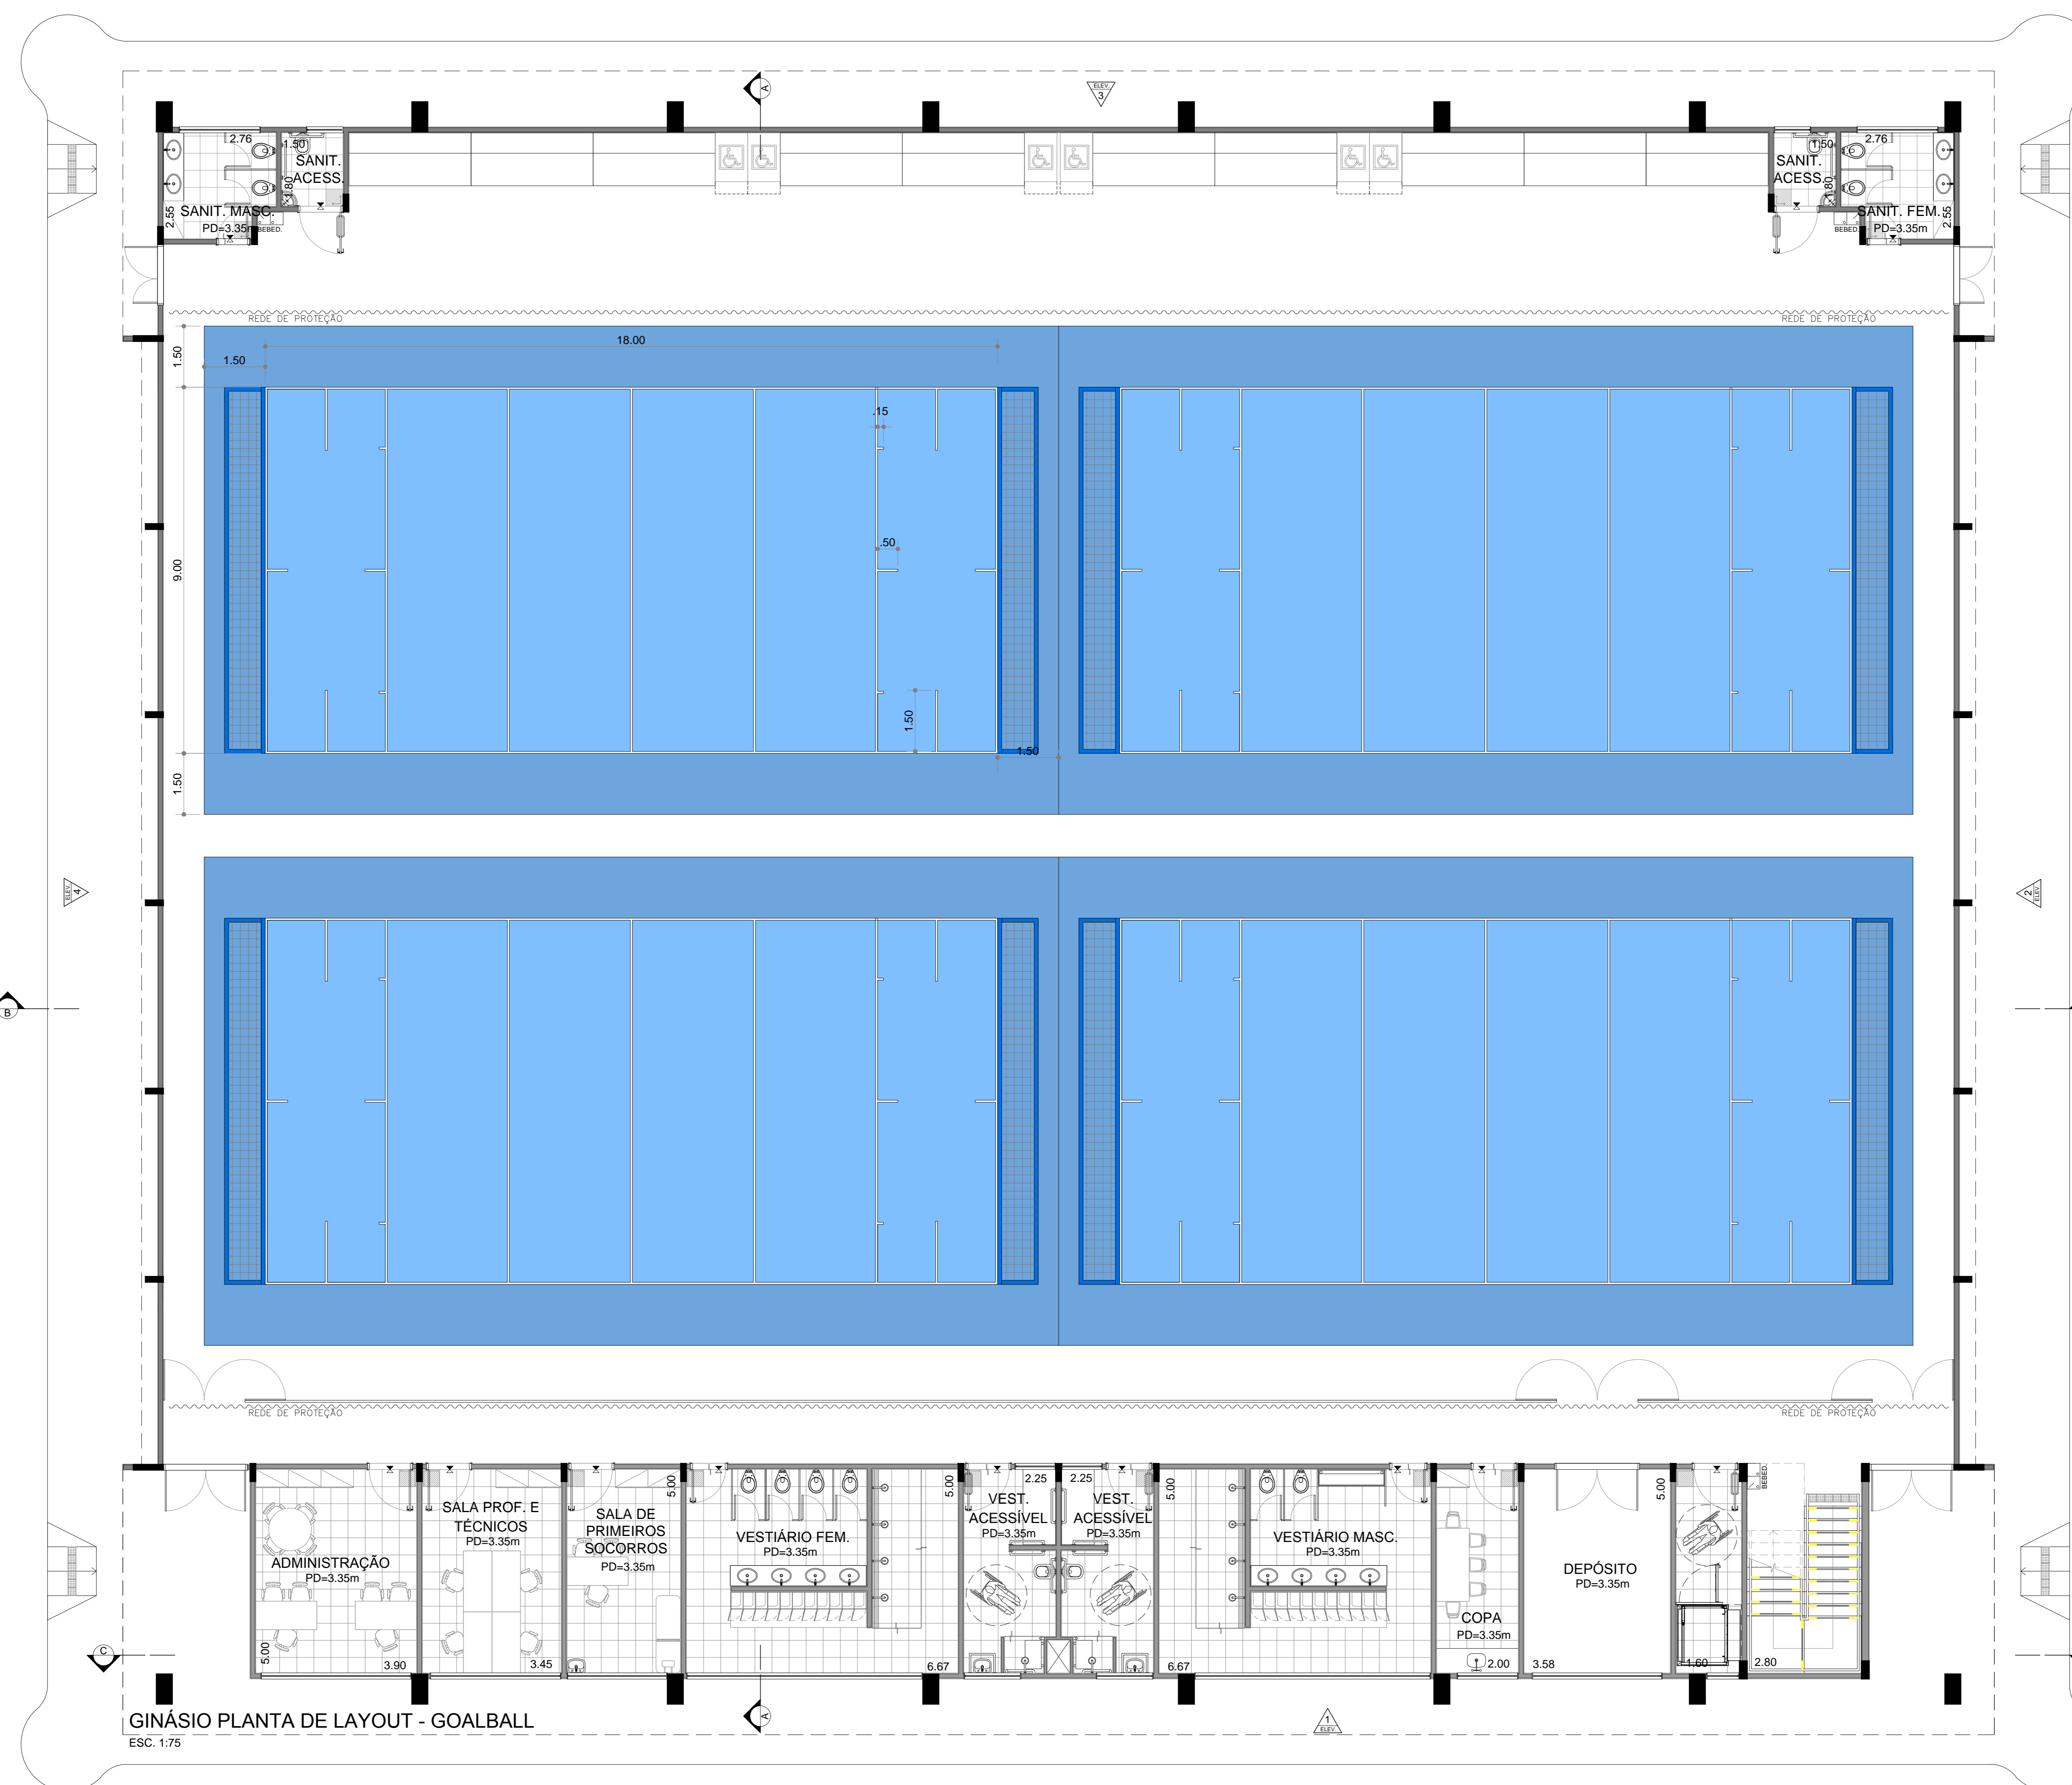 A
ELEV.
3
2.76
1.50
SANIT.
ACESS.
1.80
2.55
SANIT. MASC.
PD=3.35m
BEBED.
1.50
2.76
SANIT.
ACESS.
1.80
SANIT. FEM.
2.55
PD=3.35m
BEBED.
REDE DE PROTEÇÃO
REDE DE PROTEÇÃO
1.50
18.00
1.50
.15
9.00
.50
1.50
1.50
1.50
ELEV.
4
2
ELEV.
B
REDE DE PROTEÇÃO
REDE DE PROTEÇÃO
ADMINISTRAÇÃO
PD=3.35m
5.00
3.90
SALA PROF. E
TÉCNICOS
PD=3.35m
3.45
SALA DE
PRIMEIROS
SOCORROS
PD=3.35m
5.00
VESTIÁRIO FEM.
PD=3.35m
5.00
6.67
2.25
VEST.
ACESSÍVEL
PD=3.35m
2.25
VEST.
ACESSÍVEL
PD=3.35m
5.00
6.67
VESTIÁRIO MASC.
PD=3.35m
COPA
PD=3.35m
2.00
DEPÓSITO
PD=3.35m
3.58
5.00
1.60
BEBED.
2.80
C
A
1
ELEV.
GINÁSIO PLANTA DE LAYOUT - GOALBALL
ESC. 1:75